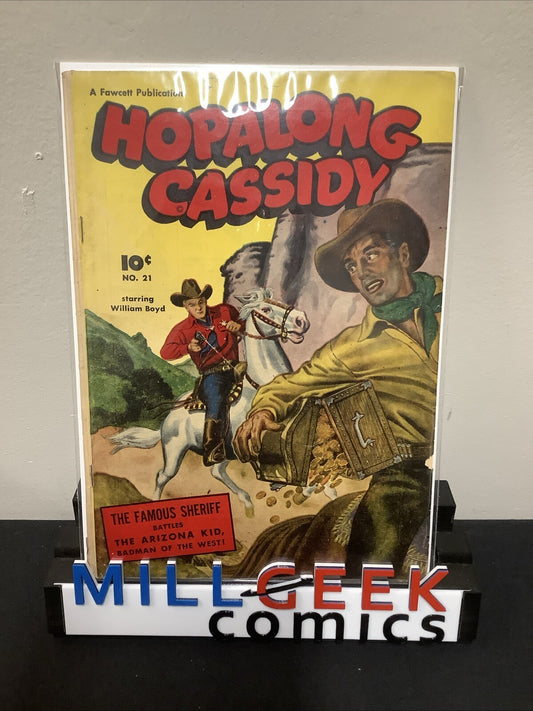 A Fawcett Publication
HOPALONG
CASSIDY
©
10¢
NO. 21
starring
William Boyd
THE FAMOUS SHERIFF
BATTLES
THE ARIZONA KID,
BADMAN OF THE WEST!
MILLGEEK
comics